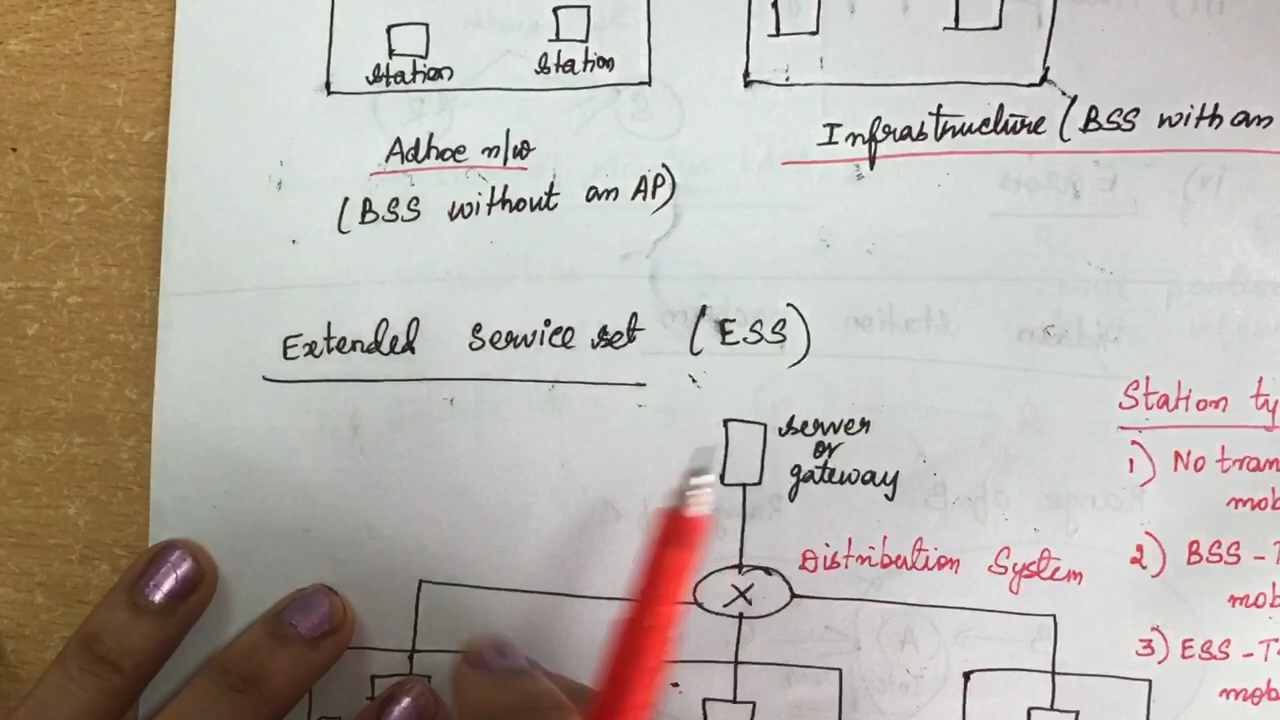 Station
Station
Adhoc n/w
(BSS without an AP)
Infrastructure (BSS with an
Extended Service set (ESS)
server
or
gateway
Distribution System
X
Station ty
1) No tran
mob
2) BSS - T
mob
3) ESS - T
mob